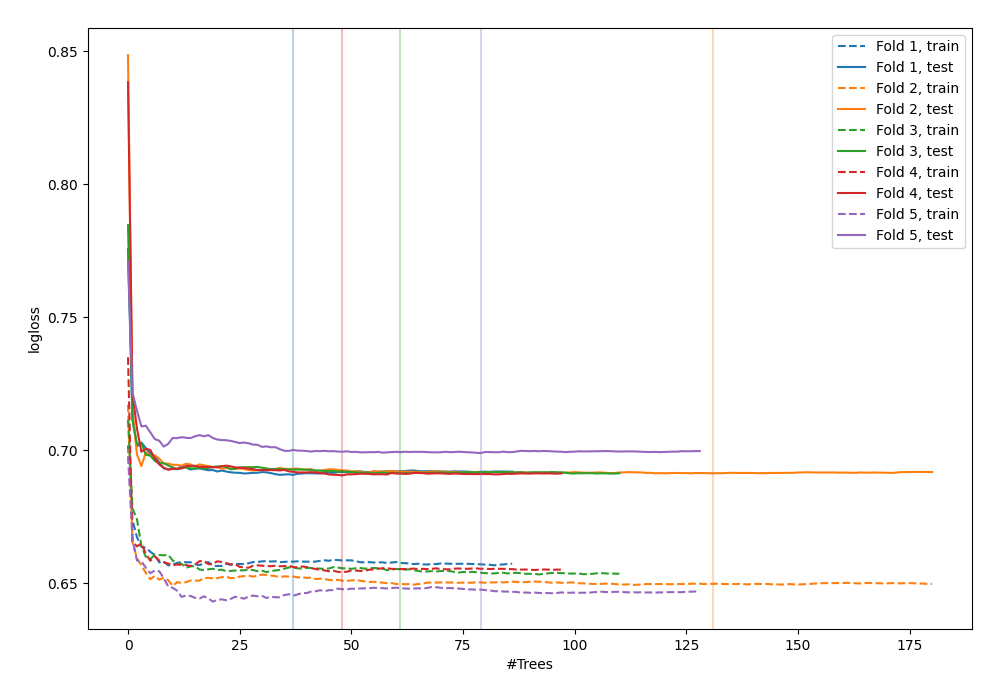 0.85
0.80
0.75
0.70
0.65
logloss
0
25
50
75
100
125
150
175
#Trees
Fold 1, train
Fold 1, test
Fold 2, train
Fold 2, test
Fold 3, train
Fold 3, test
Fold 4, train
Fold 4, test
Fold 5, train
Fold 5, test